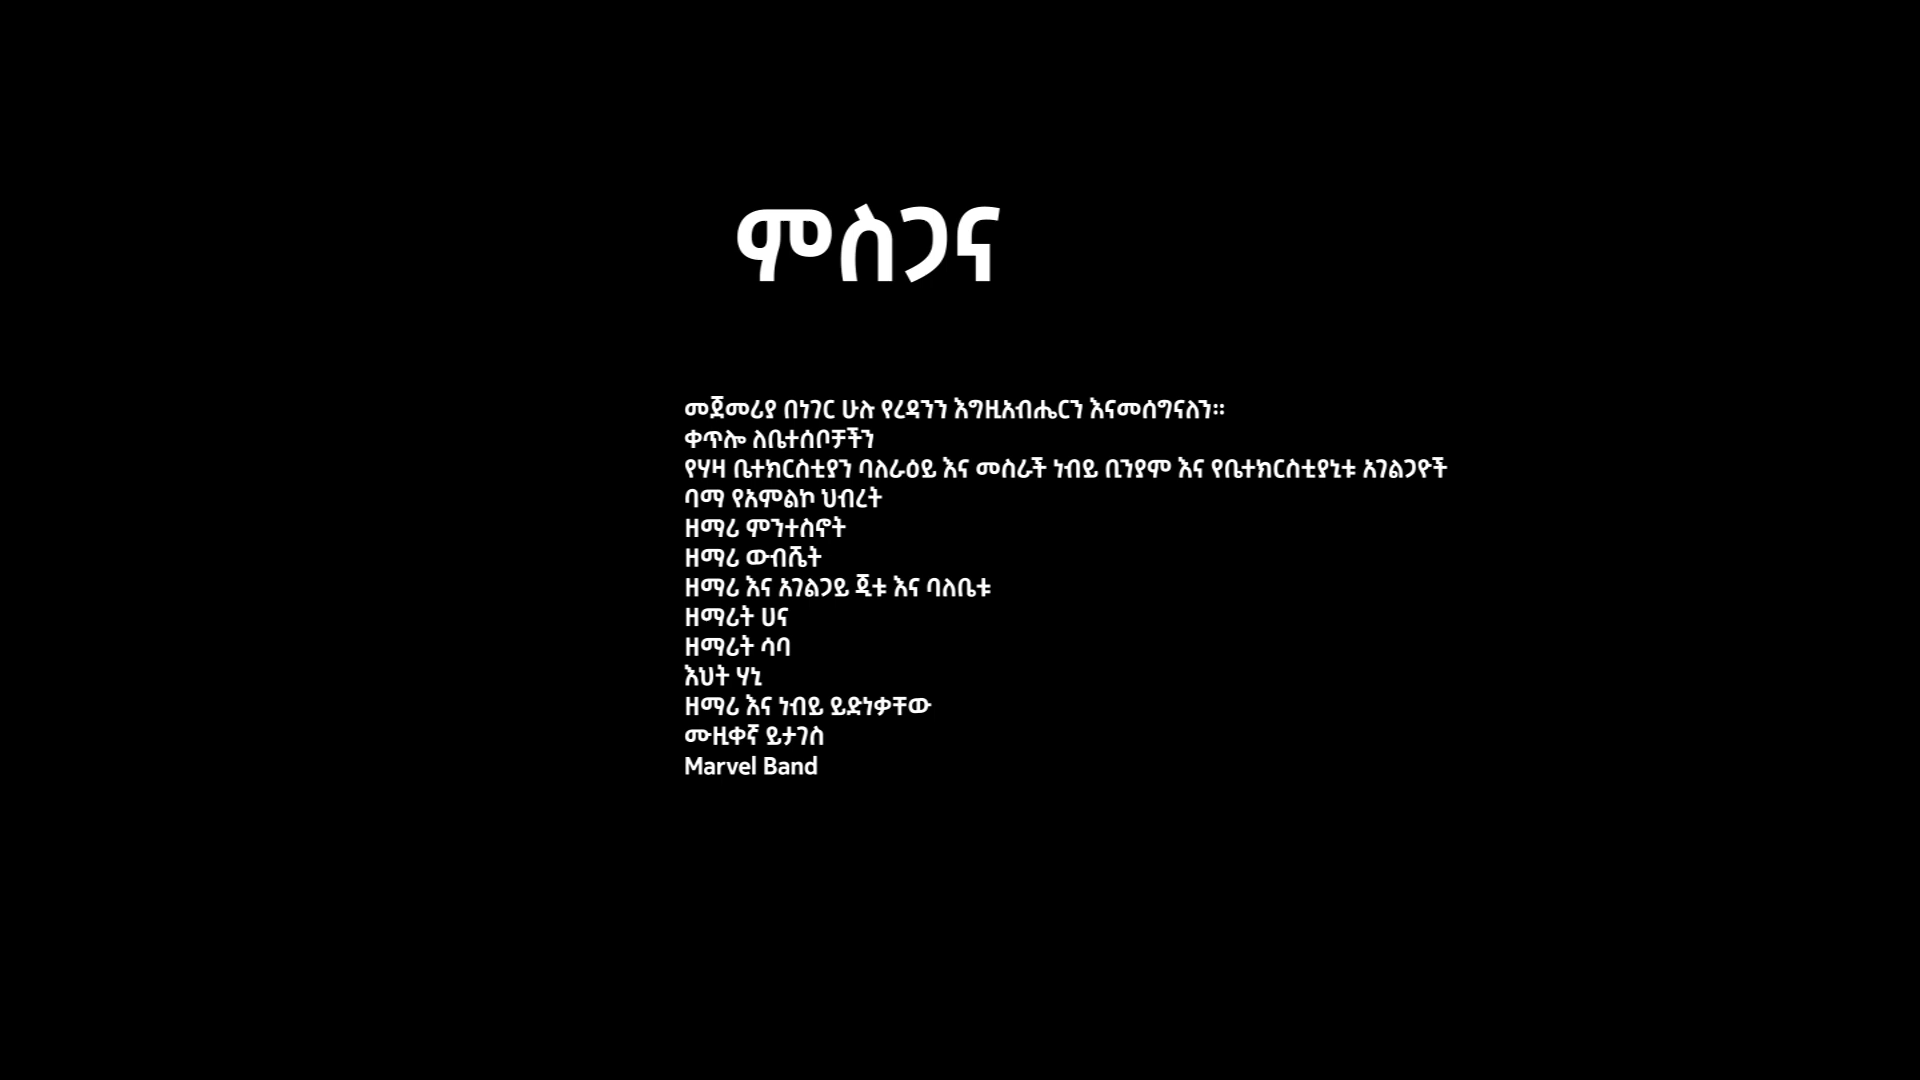 ምስጋና
መጀመሪያ በነገር ሁሉ የረዳንን እግዚአብሔርን እናመሰግናለን።
ቀጥሎ ለቤተሰቦቻችን
የሃዛ ቤተክርስቲያን ባለራዕይ እና መስራች ነብይ ቢንያም እና የቤተክርስቲያኒቱ አገልጋዮች
ባማ የአምልኮ ህብረት
ዘማሪ ምንተስኖት
ዘማሪ ውብሼት
ዘማሪ እና አገልጋይ ጂቱ እና ባለቤቱ
ዘማሪት ሀና
ዘማሪት ሳባ
እህት ሃኒ
ዘማሪ እና ነብይ ይድነቃቸው
ሙዚቀኛ ይታገስ
Marvel Band